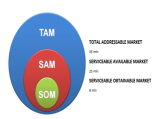 TAM
SAM
SOM
TOTAL ADDRESSABLE MARKET
SERVICEABLE AVAILABLE MARKET
SERVICEABLE OBTAINABLE MARKET